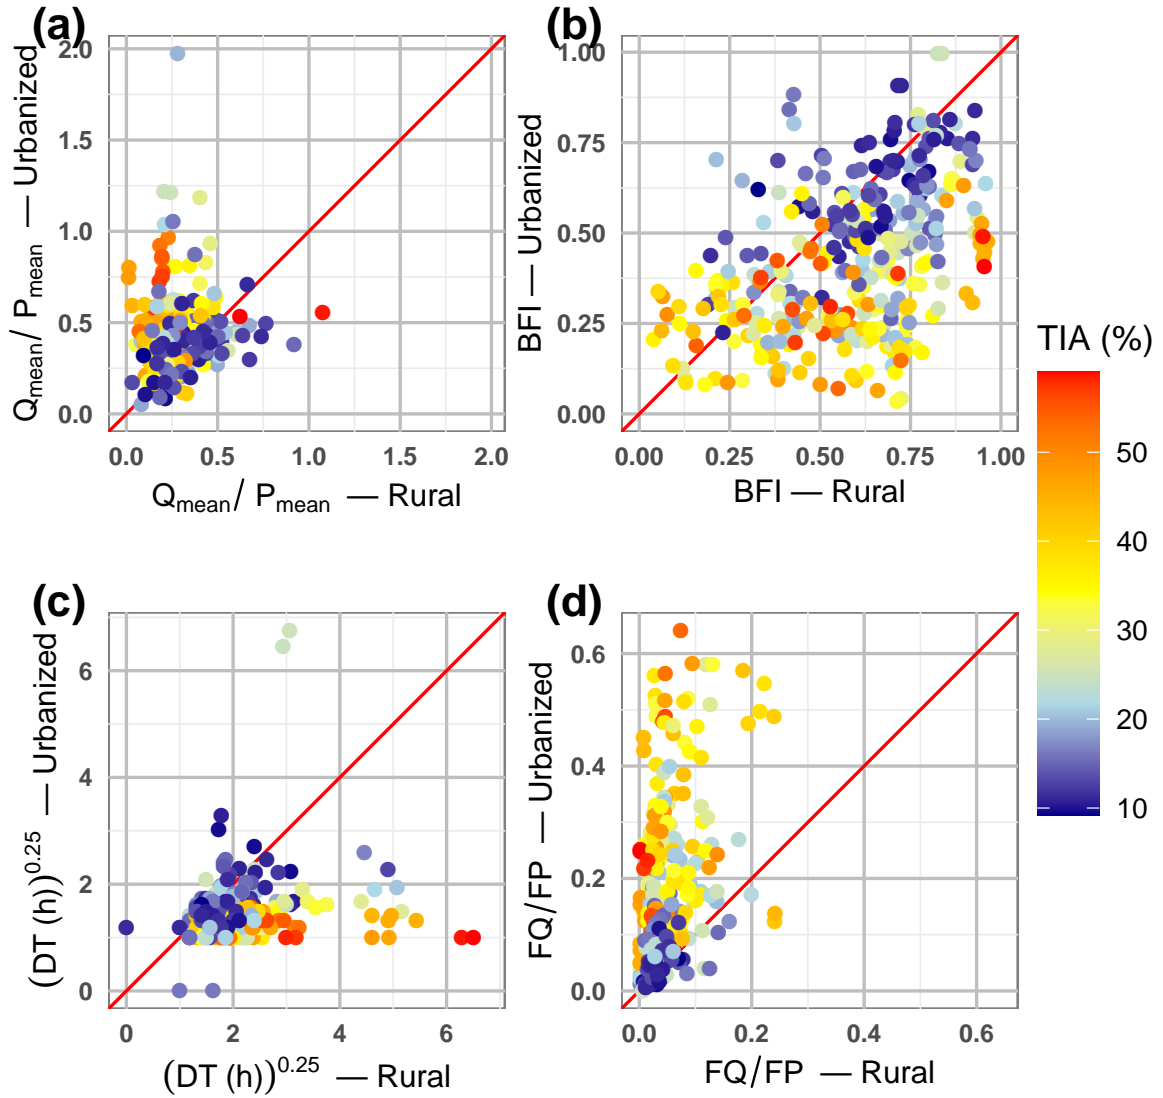 (a)
Q_mean / P_mean — Urbanized
2.0
1.5
1.0
0.5
0.0
0.0 0.5 1.0 1.5 2.0
Q_mean / P_mean — Rural
(b)
BFI — Urbanized
1.00
0.75
0.50
0.25
0.00
0.00 0.25 0.50 0.75 1.00
BFI — Rural
(c)
(DT (h))^0.25 — Urbanized
6
4
2
0
0 2 4 6
(DT (h))^0.25 — Rural
(d)
FQ/FP — Urbanized
0.6
0.4
0.2
0.0
0.0 0.2 0.4 0.6
FQ/FP — Rural
TIA (%)
50
40
30
20
10